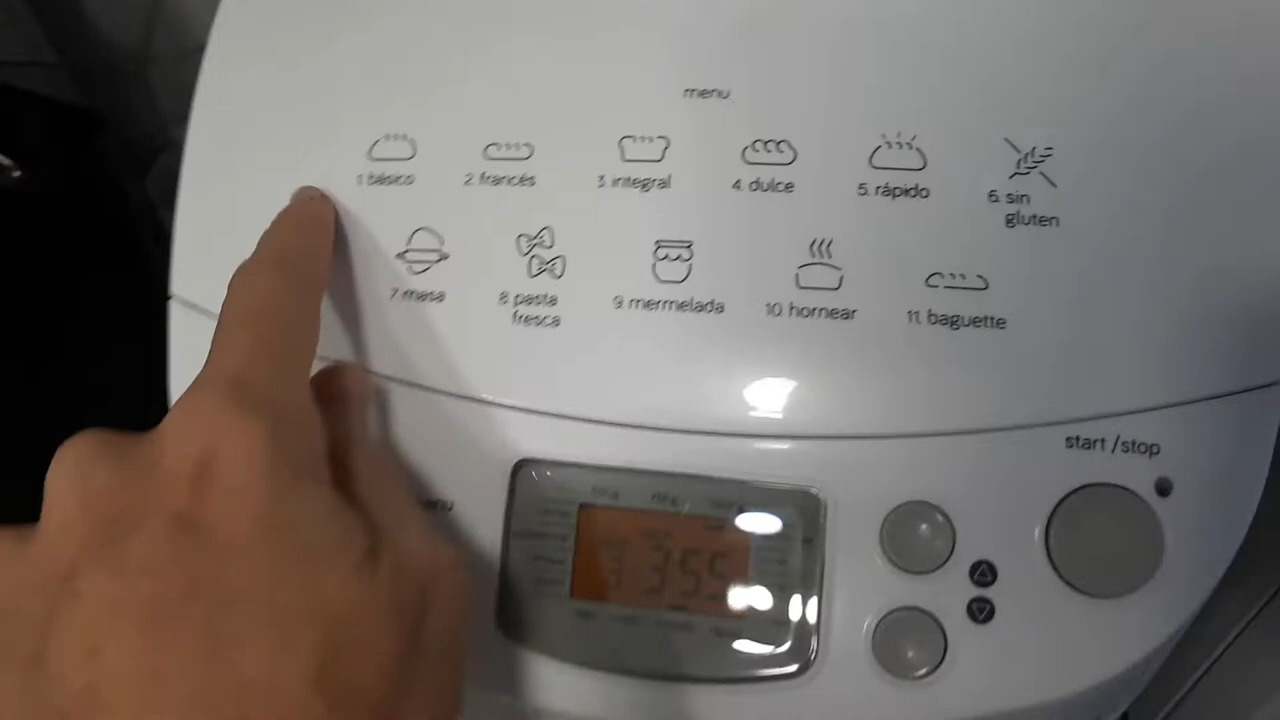 menu
1. básico
2. francés
3. integral
4. dulce
5. rápido
6. sin
gluten
7. masa
8. pasta
fresca
9. mermelada
10. hornear
11. baguette
start / stop
3 3:55